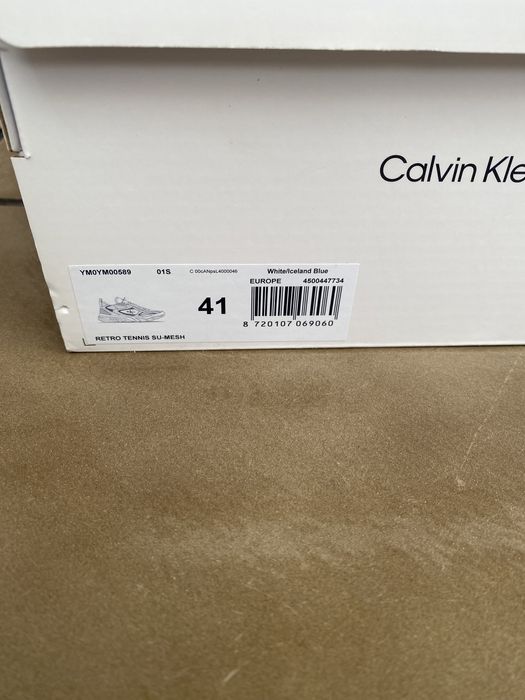 Calvin Kle
YM0YM00589 01S C 00cANpsL4000046 White/Iceland Blue
EUROPE 4500447734
41
8 720107 069060
RETRO TENNIS SU-MESH